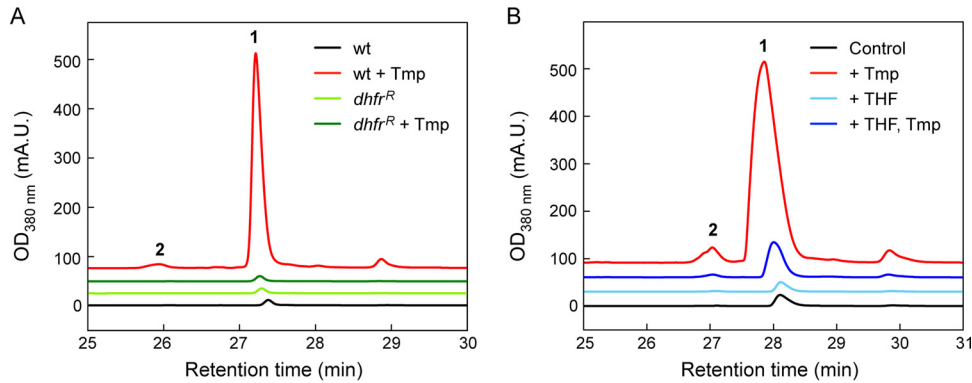 A
OD380 nm (mA.U.)
500
400
300
200
100
0
1
2
wt
wt + Tmp
dhfrR
dhfrR + Tmp
25 26 27 28 29 30
Retention time (min)
B
OD380 nm (mA.U.)
500
400
300
200
100
0
1
2
Control
+ Tmp
+ THF
+ THF, Tmp
25 26 27 28 29 30 31
Retention time (min)